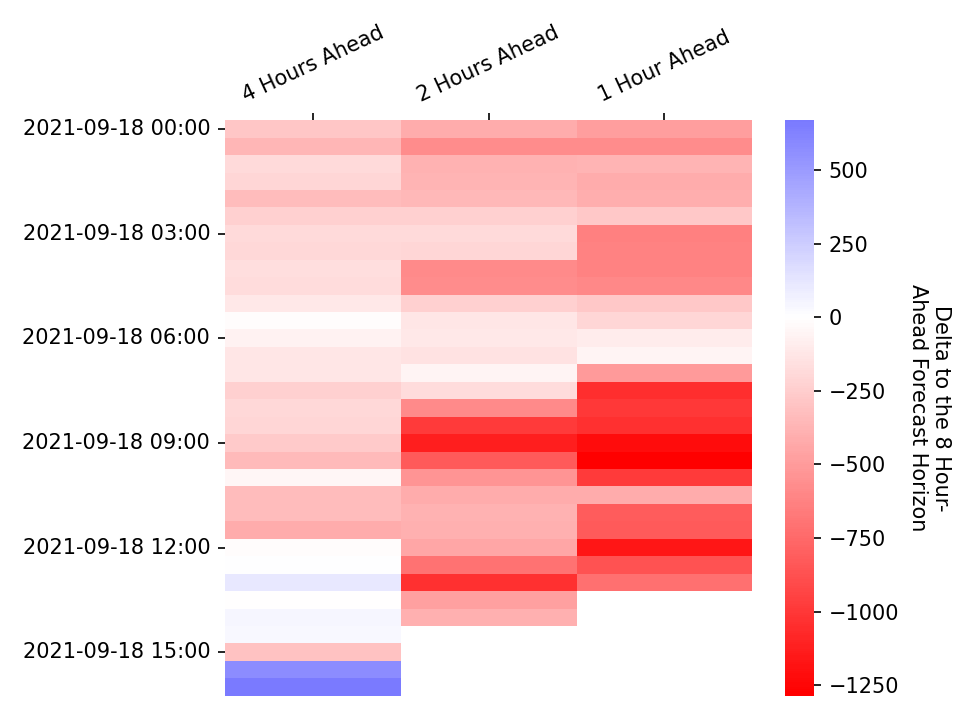 4 Hours Ahead
2 Hours Ahead
1 Hour Ahead
2021-09-18 00:00
2021-09-18 03:00
2021-09-18 06:00
2021-09-18 09:00
2021-09-18 12:00
2021-09-18 15:00
500
250
0
−250
−500
−750
−1000
−1250
Delta to the 8 Hour-
Ahead Forecast Horizon